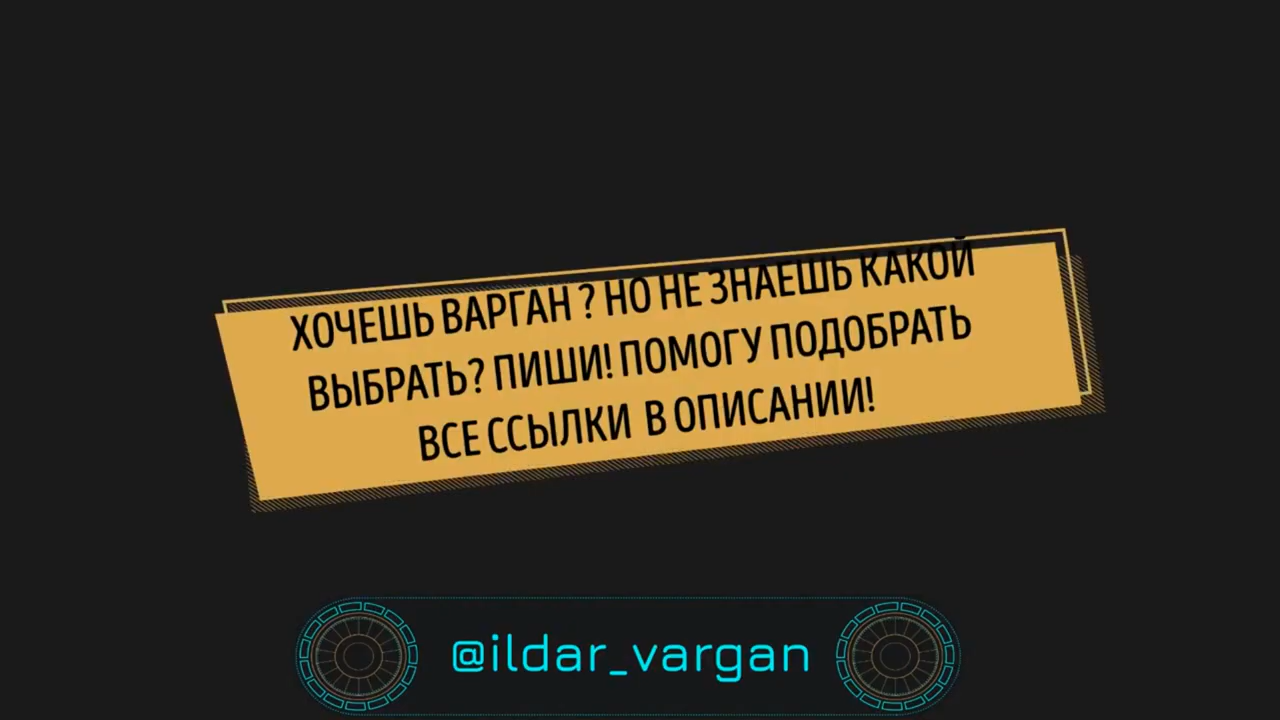 ХОЧЕШЬ ВАРГАН ? НО НЕ ЗНАЕШЬ КАКОЙ
ВЫБРАТЬ? ПИШИ! ПОМОГУ ПОДОБРАТЬ
ВСЕ ССЫЛКИ В ОПИСАНИИ!
@ildar_vargan